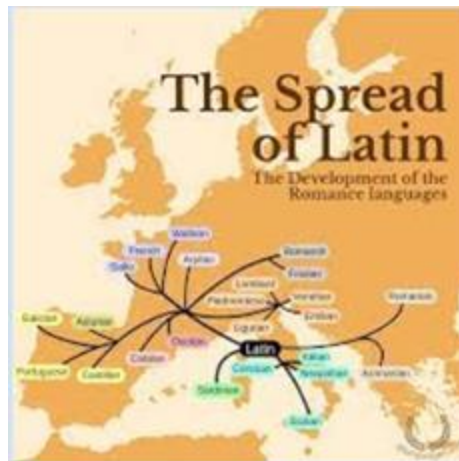 The Spread
of Latin
The Development of the
Romance languages
Walloon
French
Gallo
Arpitan
Romansh
Friulian
Lombard
Piedmontese
Venetian
Emilian
Ligurian
Romanian
Galician
Asturian
Occitan
Catalan
Portuguese
Castilian
Latin
Italian
Corsican
Neapolitan
Aromanian
Sardinian
Sicilian